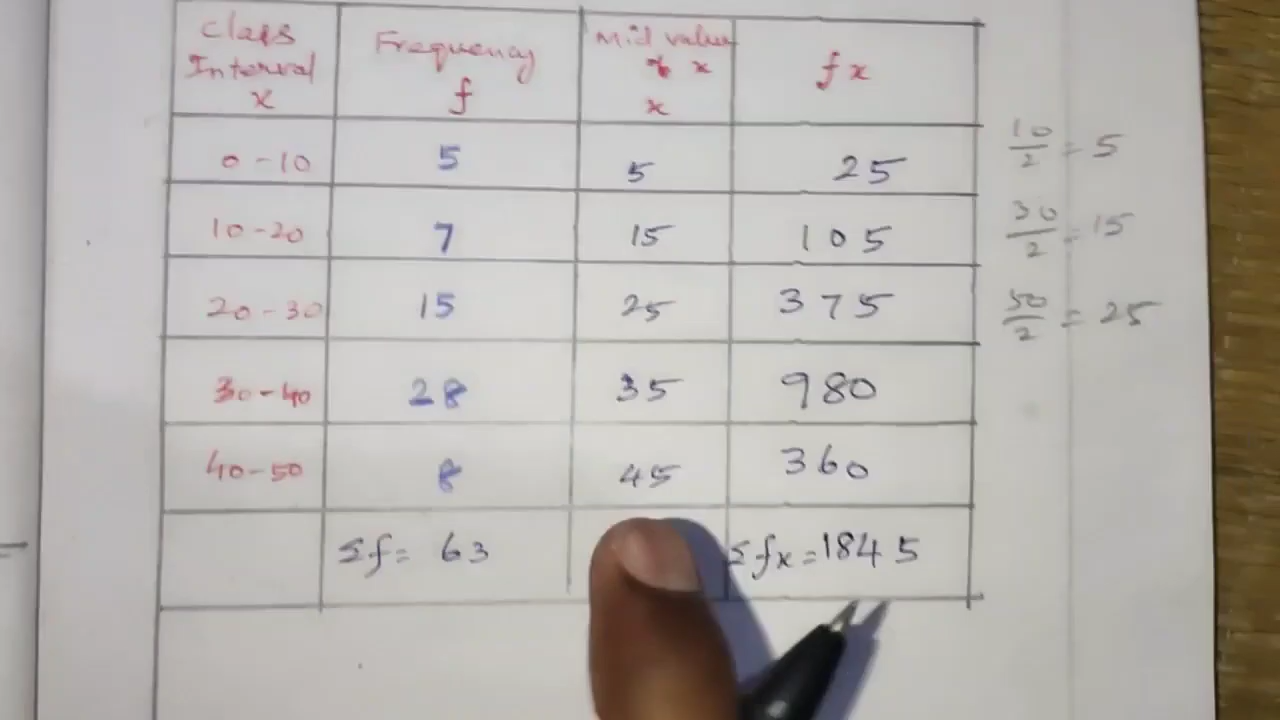 Class Interval x | Frequency f | Mid value of x x | fx
0-10 | 5 | 5 | 25
10-20 | 7 | 15 | 105
20-30 | 15 | 25 | 375
30-40 | 28 | 35 | 980
40-50 | 8 | 45 | 360
Σf= 63 | Σfx=1845
10/2 = 5
30/2 = 15
50/2 = 25